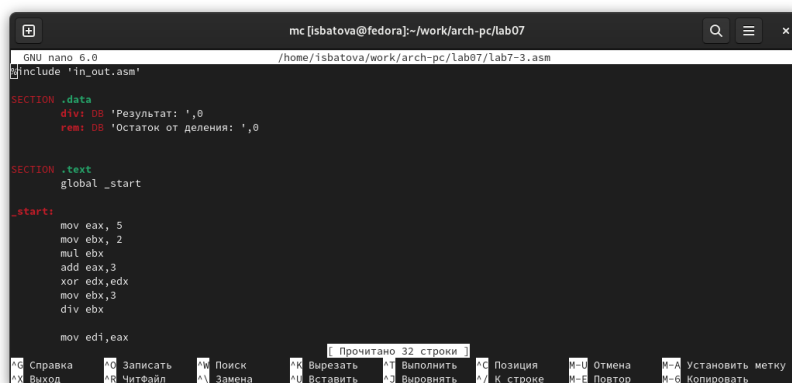 mc [isbatova@fedora]:~/work/arch-pc/lab07
GNU nano 6.0 /home/isbatova/work/arch-pc/lab07/lab7-3.asm
%include 'in_out.asm'
SECTION .data
div: DB 'Результат: ',0
rem: DB 'Остаток от деления: ',0
SECTION .text
global _start
_start:
mov eax, 5
mov ebx, 2
mul ebx
add eax,3
xor edx,edx
mov ebx,3
div ebx
mov edi,eax
[ Прочитано 32 строки ]
^G Справка ^O Записать ^W Поиск ^K Вырезать ^T Выполнить ^C Позиция M-U Отмена M-A Установить метку
^X Выход ^R ЧитФайл ^\ Замена ^U Вставить ^J Выровнять ^/ К строке M-E Повтор M-6 Копировать